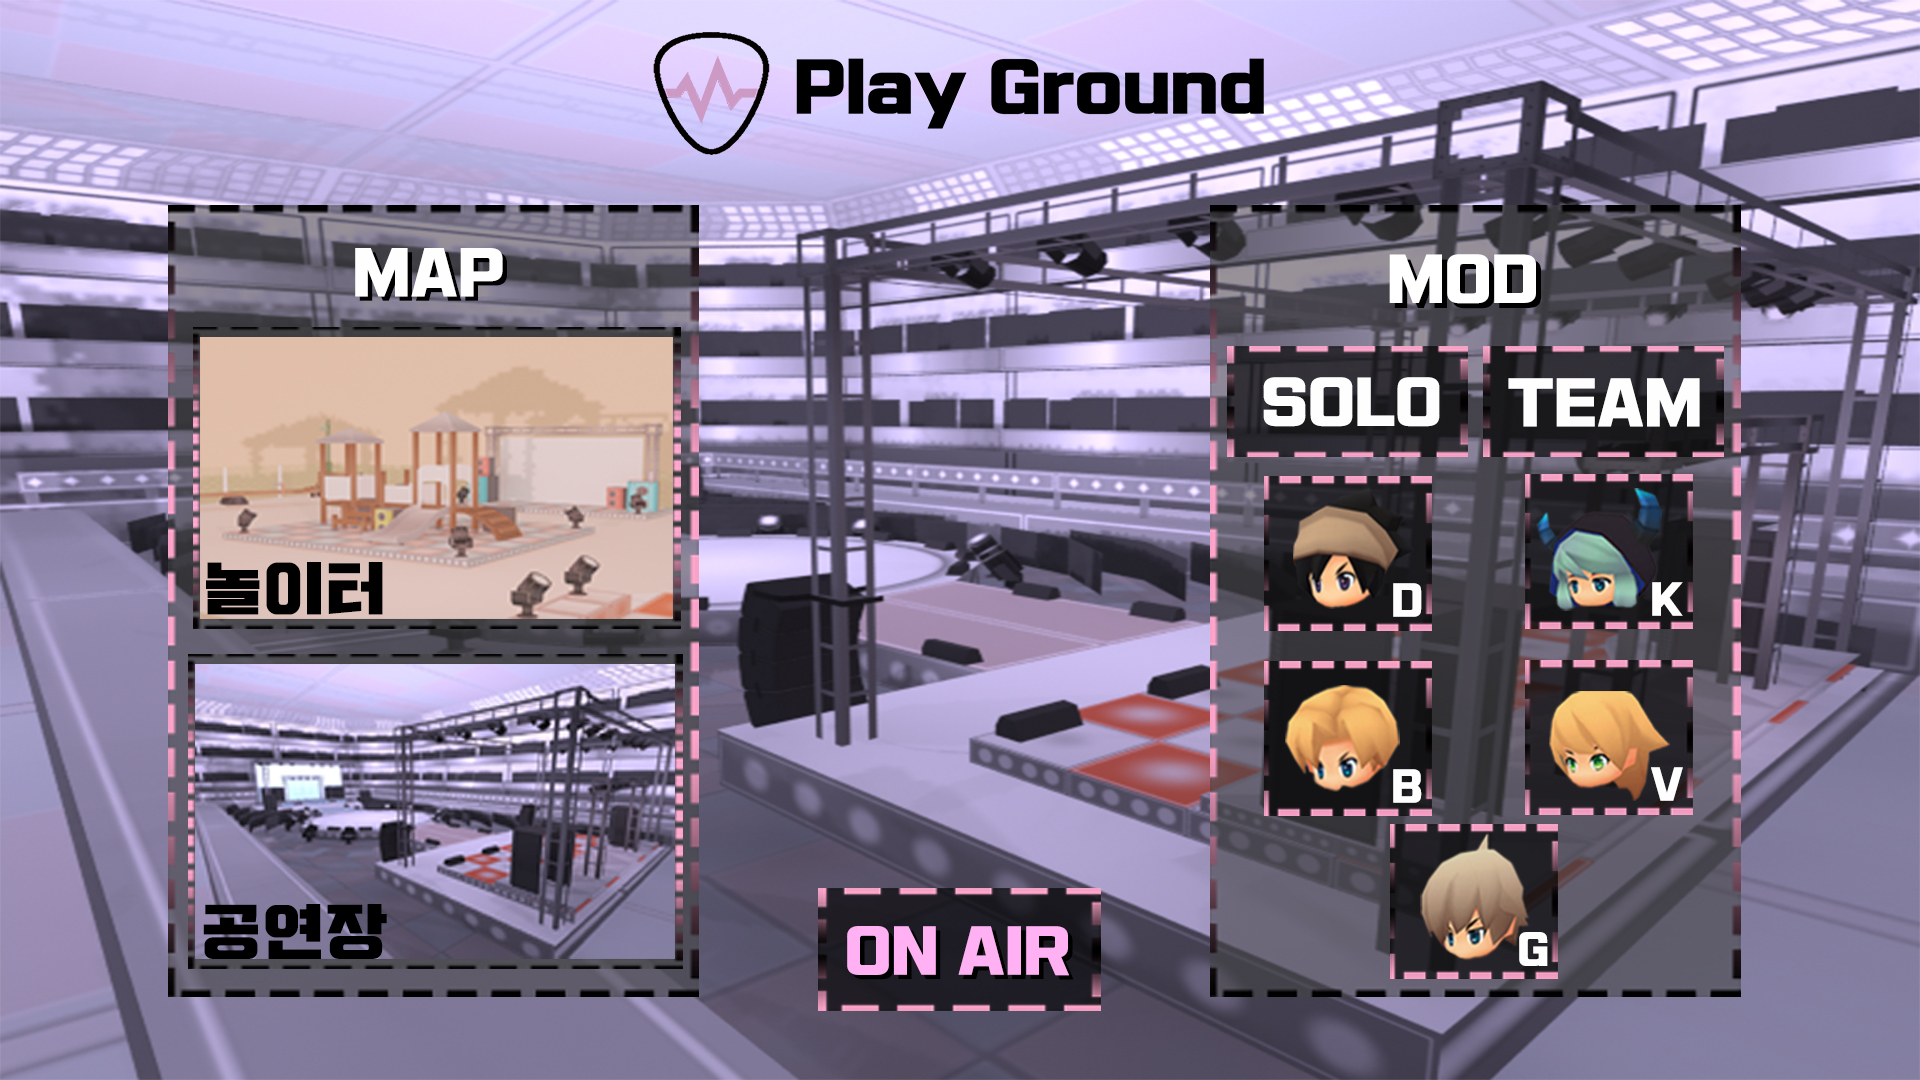 Play Ground
MAP
놀이터
공연장
MOD
SOLO TEAM
D K
B V
G
ON AIR